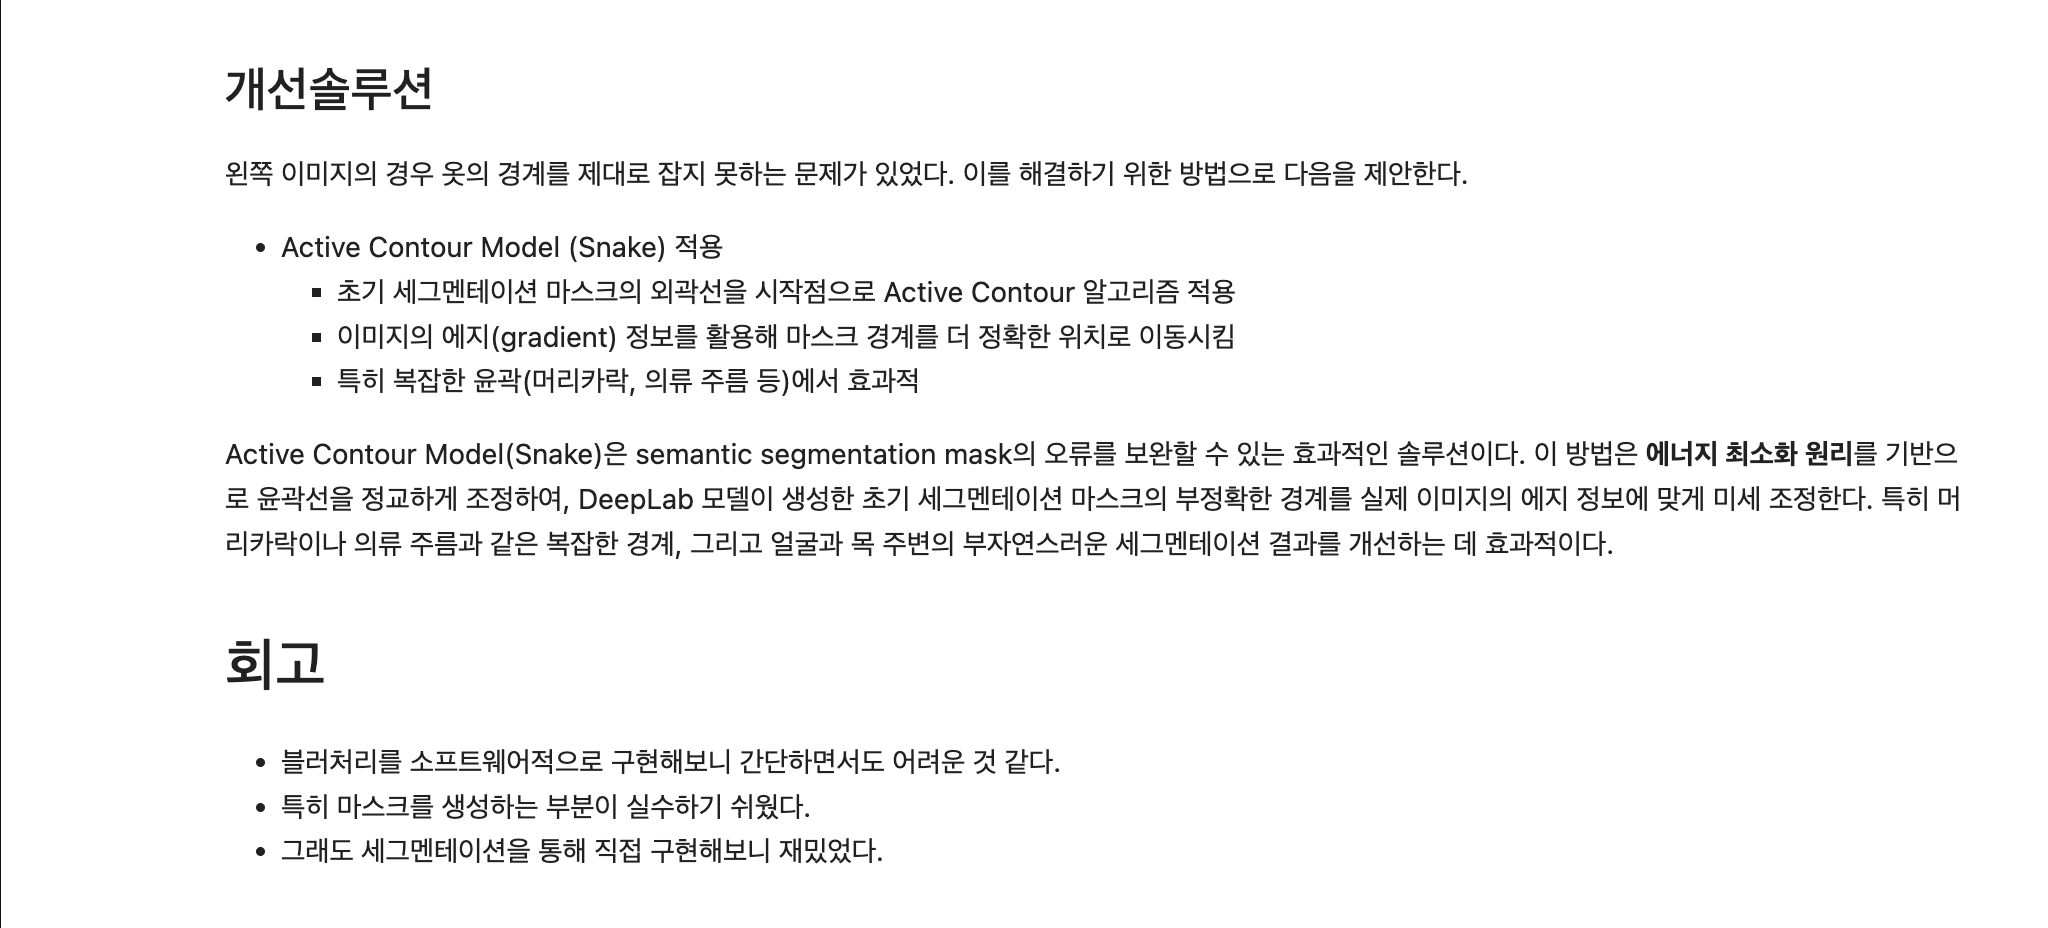 개선솔루션
왼쪽 이미지의 경우 옷의 경계를 제대로 잡지 못하는 문제가 있었다. 이를 해결하기 위한 방법으로 다음을 제안한다.
• Active Contour Model (Snake) 적용
▪ 초기 세그멘테이션 마스크의 외곽선을 시작점으로 Active Contour 알고리즘 적용
▪ 이미지의 에지(gradient) 정보를 활용해 마스크 경계를 더 정확한 위치로 이동시킴
▪ 특히 복잡한 윤곽(머리카락, 의류 주름 등)에서 효과적
Active Contour Model(Snake)은 semantic segmentation mask의 오류를 보완할 수 있는 효과적인 솔루션이다. 이 방법은 에너지 최소화 원리를 기반으
로 윤곽선을 정교하게 조정하여, DeepLab 모델이 생성한 초기 세그멘테이션 마스크의 부정확한 경계를 실제 이미지의 에지 정보에 맞게 미세 조정한다. 특히 머
리카락이나 의류 주름과 같은 복잡한 경계, 그리고 얼굴과 목 주변의 부자연스러운 세그멘테이션 결과를 개선하는 데 효과적이다.
회고
• 블러처리를 소프트웨어적으로 구현해보니 간단하면서도 어려운 것 같다.
• 특히 마스크를 생성하는 부분이 실수하기 쉬웠다.
• 그래도 세그멘테이션을 통해 직접 구현해보니 재밌었다.